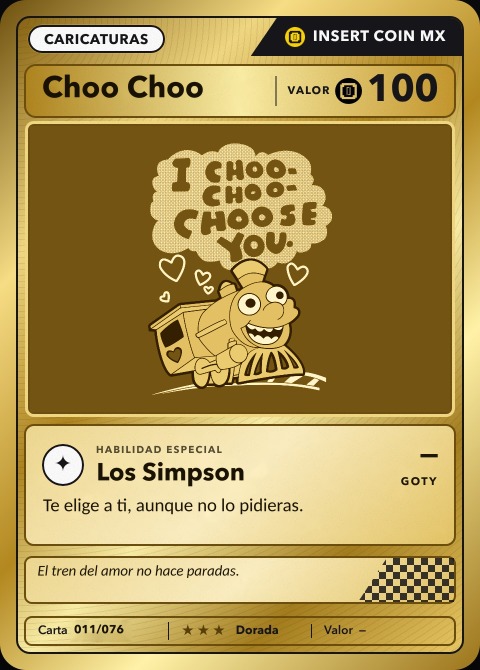 CARICATURAS
INSERT COIN MX
Choo Choo
VALOR 100
I CHOO-
CHOO-
CHOOSE
YOU.
HABILIDAD ESPECIAL
Los Simpson
—
GOTY
Te elige a ti, aunque no lo pidieras.
El tren del amor no hace paradas.
Carta 011/076
★ ★ ★ Dorada
Valor —